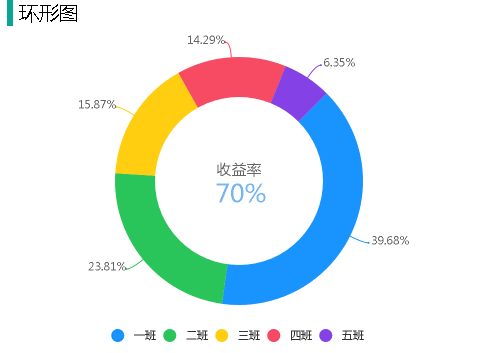 环形图
14.29%
6.35%
15.87%
收益率
70%
39.68%
23.81%
一班 二班 三班 四班 五班